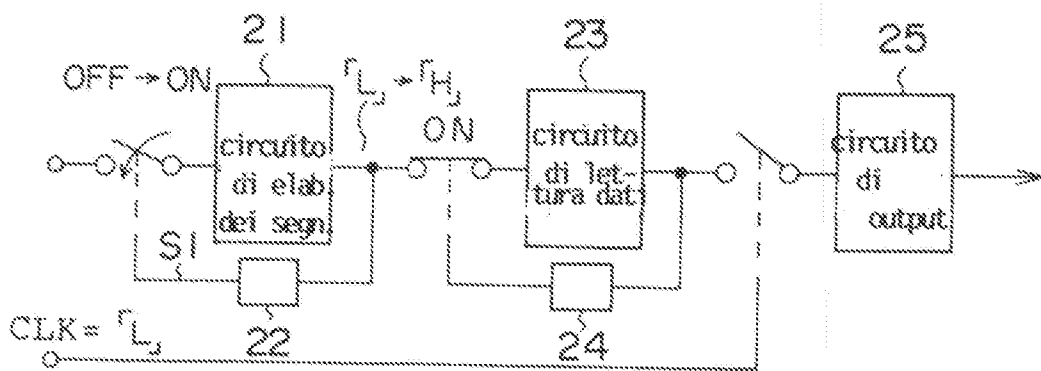 21
23
25
OFF→ON
「L」→「H」
ON
circuito
di elab.
dei segn.
circuito
di let-
tura dat
circuito
di
output
S1
22
24
CLK=「L」